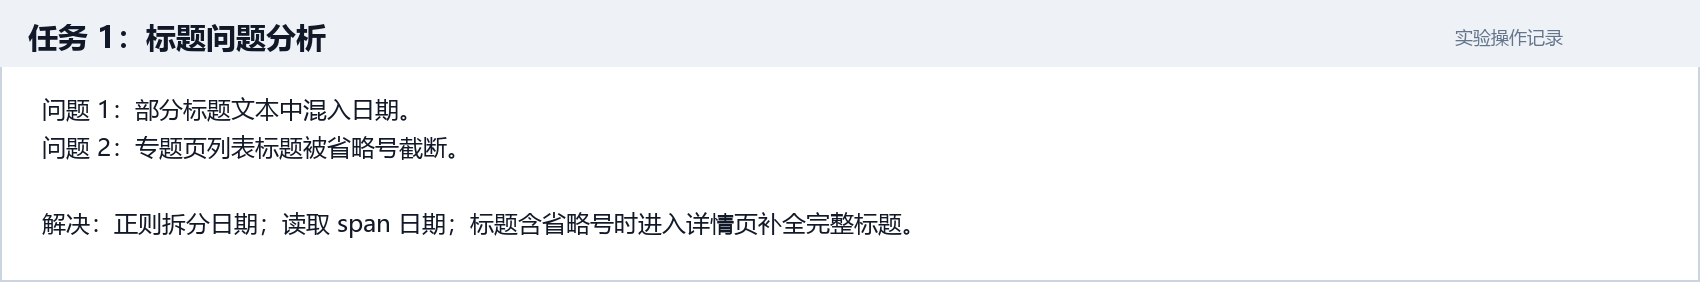 任务 1：标题问题分析
实验操作记录
问题 1：部分标题文本中混入日期。
问题 2：专题页列表标题被省略号截断。
解决：正则拆分日期；读取 span 日期；标题含省略号时进入详情页补全完整标题。